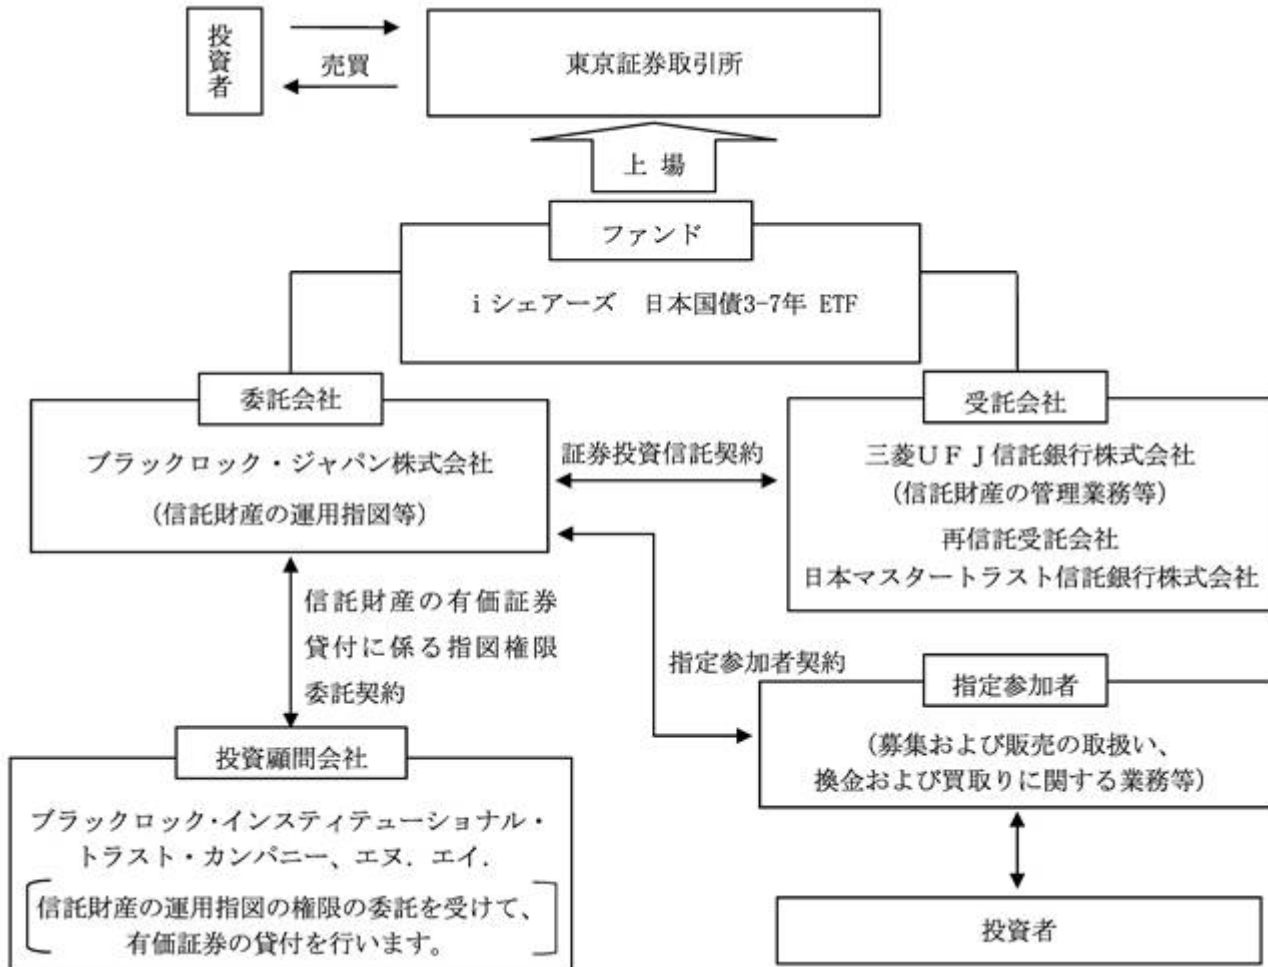 投資者
売買
東京証券取引所
上 場
ファンド
iシェアーズ 日本国債3-7年 ETF
委託会社
ブラックロック・ジャパン株式会社
(信託財産の運用指図等)
証券投資信託契約
受託会社
三菱UFJ信託銀行株式会社
(信託財産の管理業務等)
再信託受託会社
日本マスタートラスト信託銀行株式会社
信託財産の有価証券
貸付に係る指図権限
委託契約
指定参加者契約
指定参加者
(募集および販売の取扱い、
換金および買取りに関する業務等)
投資顧問会社
ブラックロック・インスティテューショナル・
トラスト・カンパニー、エヌ．エイ．
信託財産の運用指図の権限の委託を受けて、
有価証券の貸付を行います。
投資者